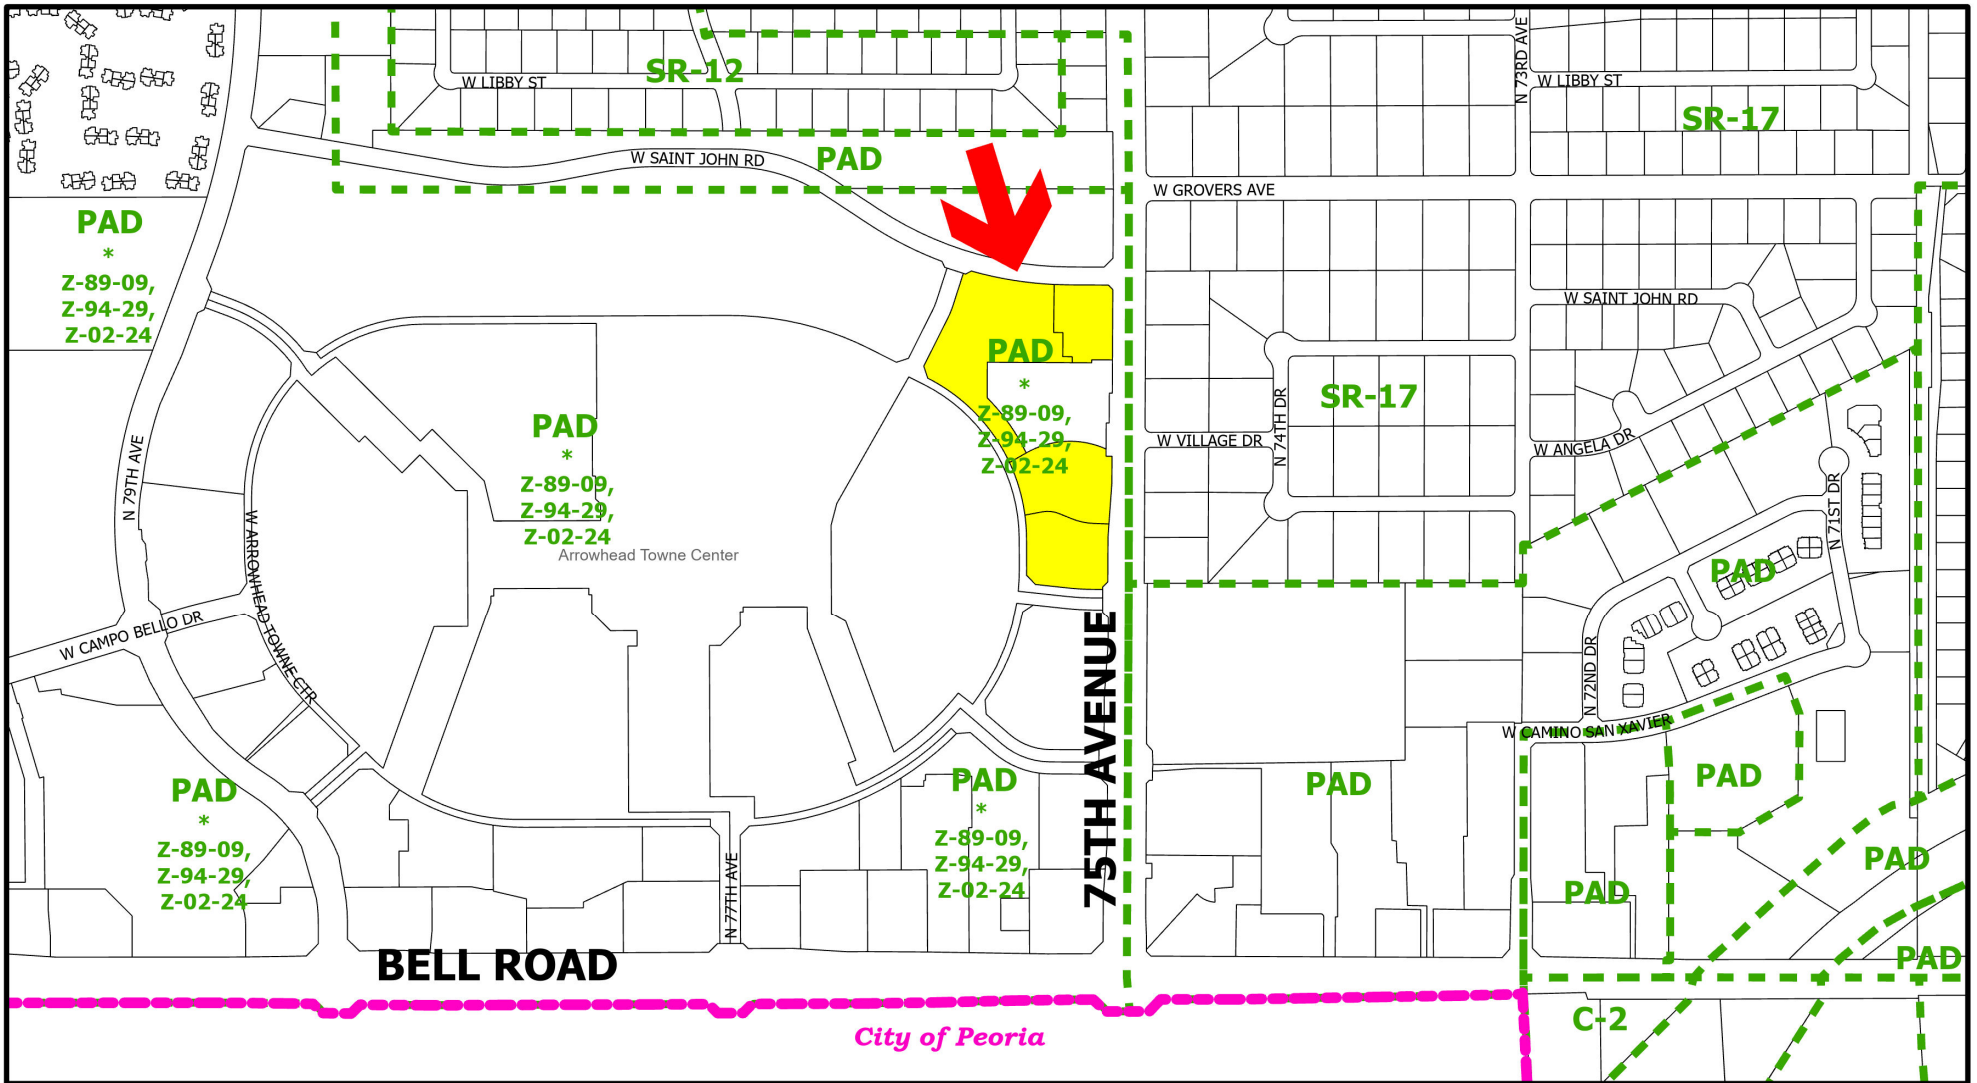 W LIBBY ST
SR-12
N 73RD AVE
W LIBBY ST
SR-17
W SAINT JOHN RD
PAD
W GROVERS AVE
PAD
*
Z-89-09,
Z-94-29,
Z-02-24
W SAINT JOHN RD
PAD
*
Z-89-09,
Z-94-29,
Z-02-24
SR-17
N 74TH DR
W VILLAGE DR
W ANGELA DR
N 79TH AVE
PAD
*
Z-89-09,
Z-94-29,
Z-02-24
Arrowhead Towne Center
W ARROWHEAD TOWNE CTR
N 71ST DR
PAD
W CAMPO BELLO DR
75TH AVENUE
N 72ND DR
W CAMINO SAN XAVIER
PAD
*
Z-89-09,
Z-94-29,
Z-02-24
PAD
*
Z-89-09,
Z-94-29,
Z-02-24
PAD
PAD
PAD
PAD
N 77TH AVE
BELL ROAD
PAD
City of Peoria
C-2